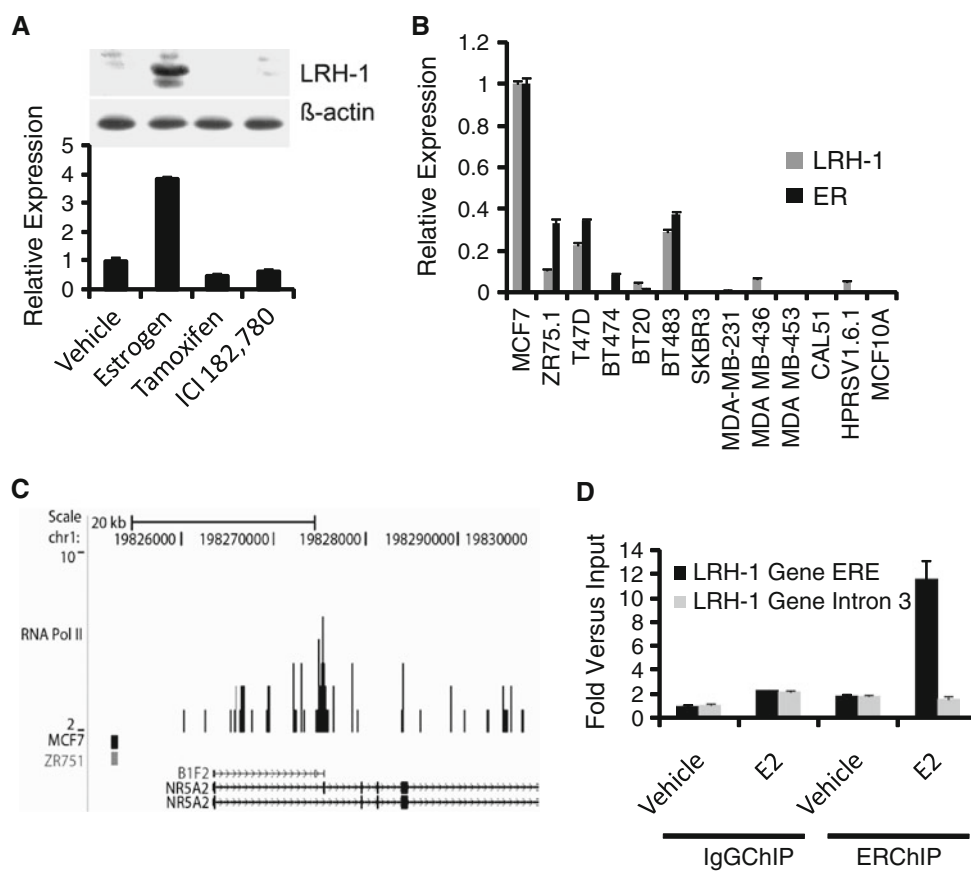 A
LRH-1
ß-actin
Relative Expression
5
4
3
2
1
0
Vehicle
Estrogen
Tamoxifen
ICI 182,780
B
Relative Expression
1.2
1
0.8
0.6
0.4
0.2
0
LRH-1
ER
MCF7
ZR75.1
T47D
BT474
BT20
BT483
SKBR3
MDA-MB-231
MDA MB-436
MDA MB-453
CAL51
HPRSV1.6.1
MCF10A
C
Scale
20 kb
chr1:
19826000 19827000 19828000 19829000 19830000
10
RNA Pol II
2
MCF7
ZR751
B1F2
NR5A2
NR5A2
D
Fold Versus Input
14
12
10
8
6
4
2
0
LRH-1 Gene ERE
LRH-1 Gene Intron 3
Vehicle
E2
Vehicle
E2
IgGChIP
ERChIP